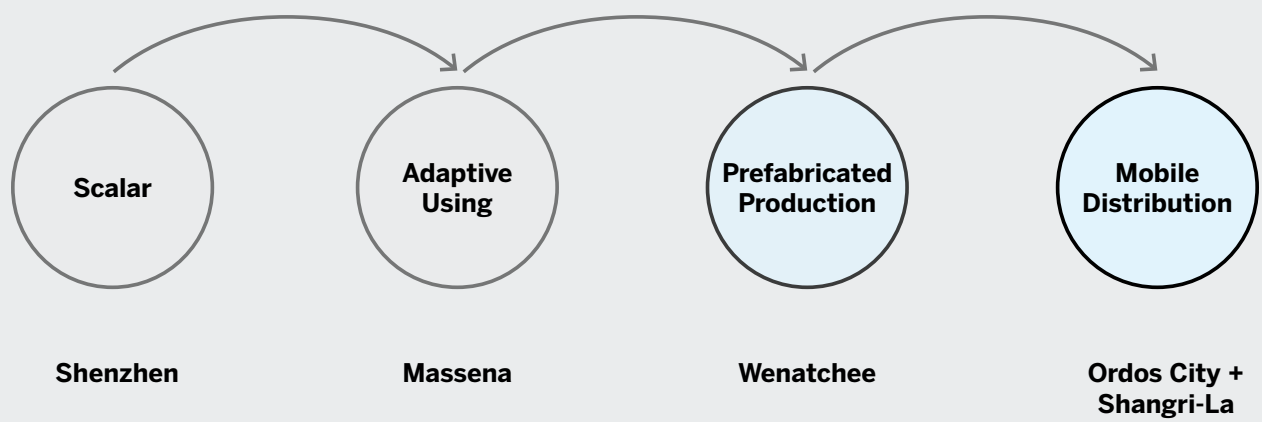 Scalar
Adaptive
Using
Prefabricated
Production
Mobile
Distribution
Shenzhen
Massena
Wenatchee
Ordos City +
Shangri-La